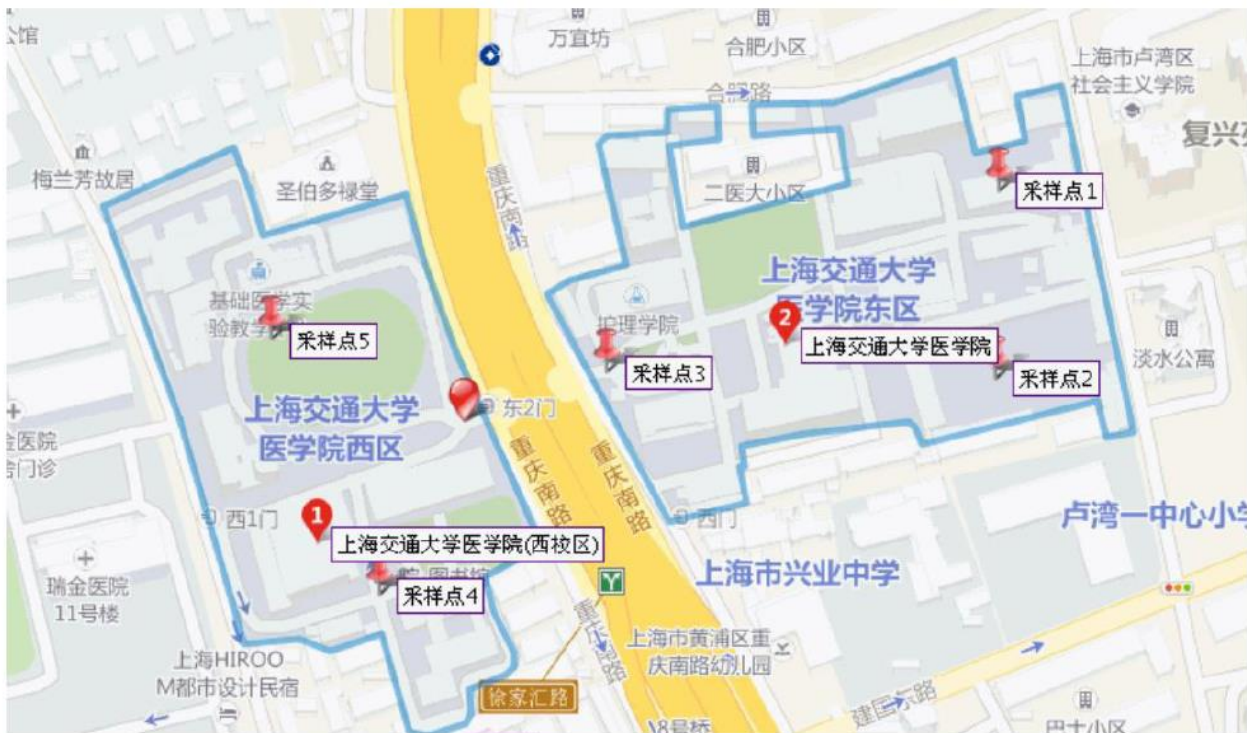 公馆
万宜坊
合肥小区
上海市卢湾区
社会主义学院
合肥路
复兴
梅兰芳故居
圣伯多禄堂
重庆南路
二医大小区
采样点1
上海交通大学
医学院东区
基础医学实
验教学
护理学院
采样点5
2
上海交通大学医学院
采样点3
采样点2
淡水公寓
上海交通大学
医学院西区
东2门
金医院
舍门诊
重庆南路
重庆南路
西1门
1
西门
卢湾一中心小学
上海交通大学医学院(西校区)
瑞金医院
11号楼
图书馆
采样点4
上海市兴业中学
上海HIROO
M都市设计民宿
重庆南路
上海市黄浦区重
庆南路幼儿园
徐家汇路
建国东路
8号桥
巴士小区